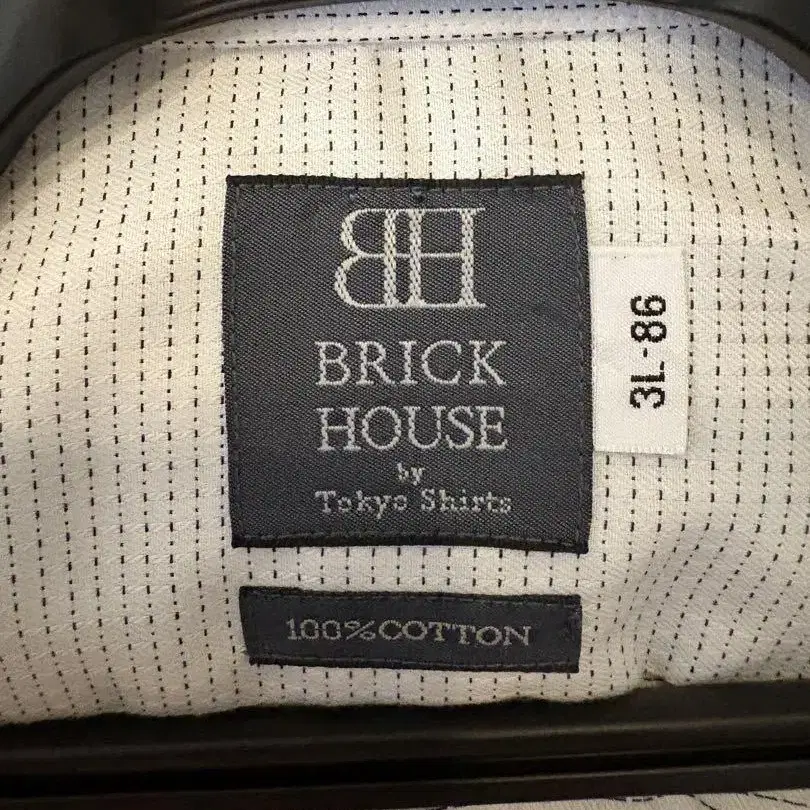 BH
BRICK
HOUSE
by
Tokyo Shirts
3L-86
100%COTTON